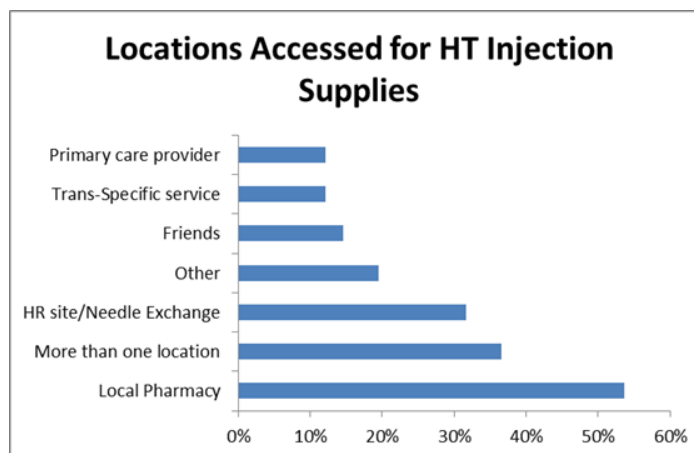 Locations Accessed for HT Injection
Supplies
Primary care provider
Trans-Specific service
Friends
Other
HR site/Needle Exchange
More than one location
Local Pharmacy
0% 10% 20% 30% 40% 50% 60%